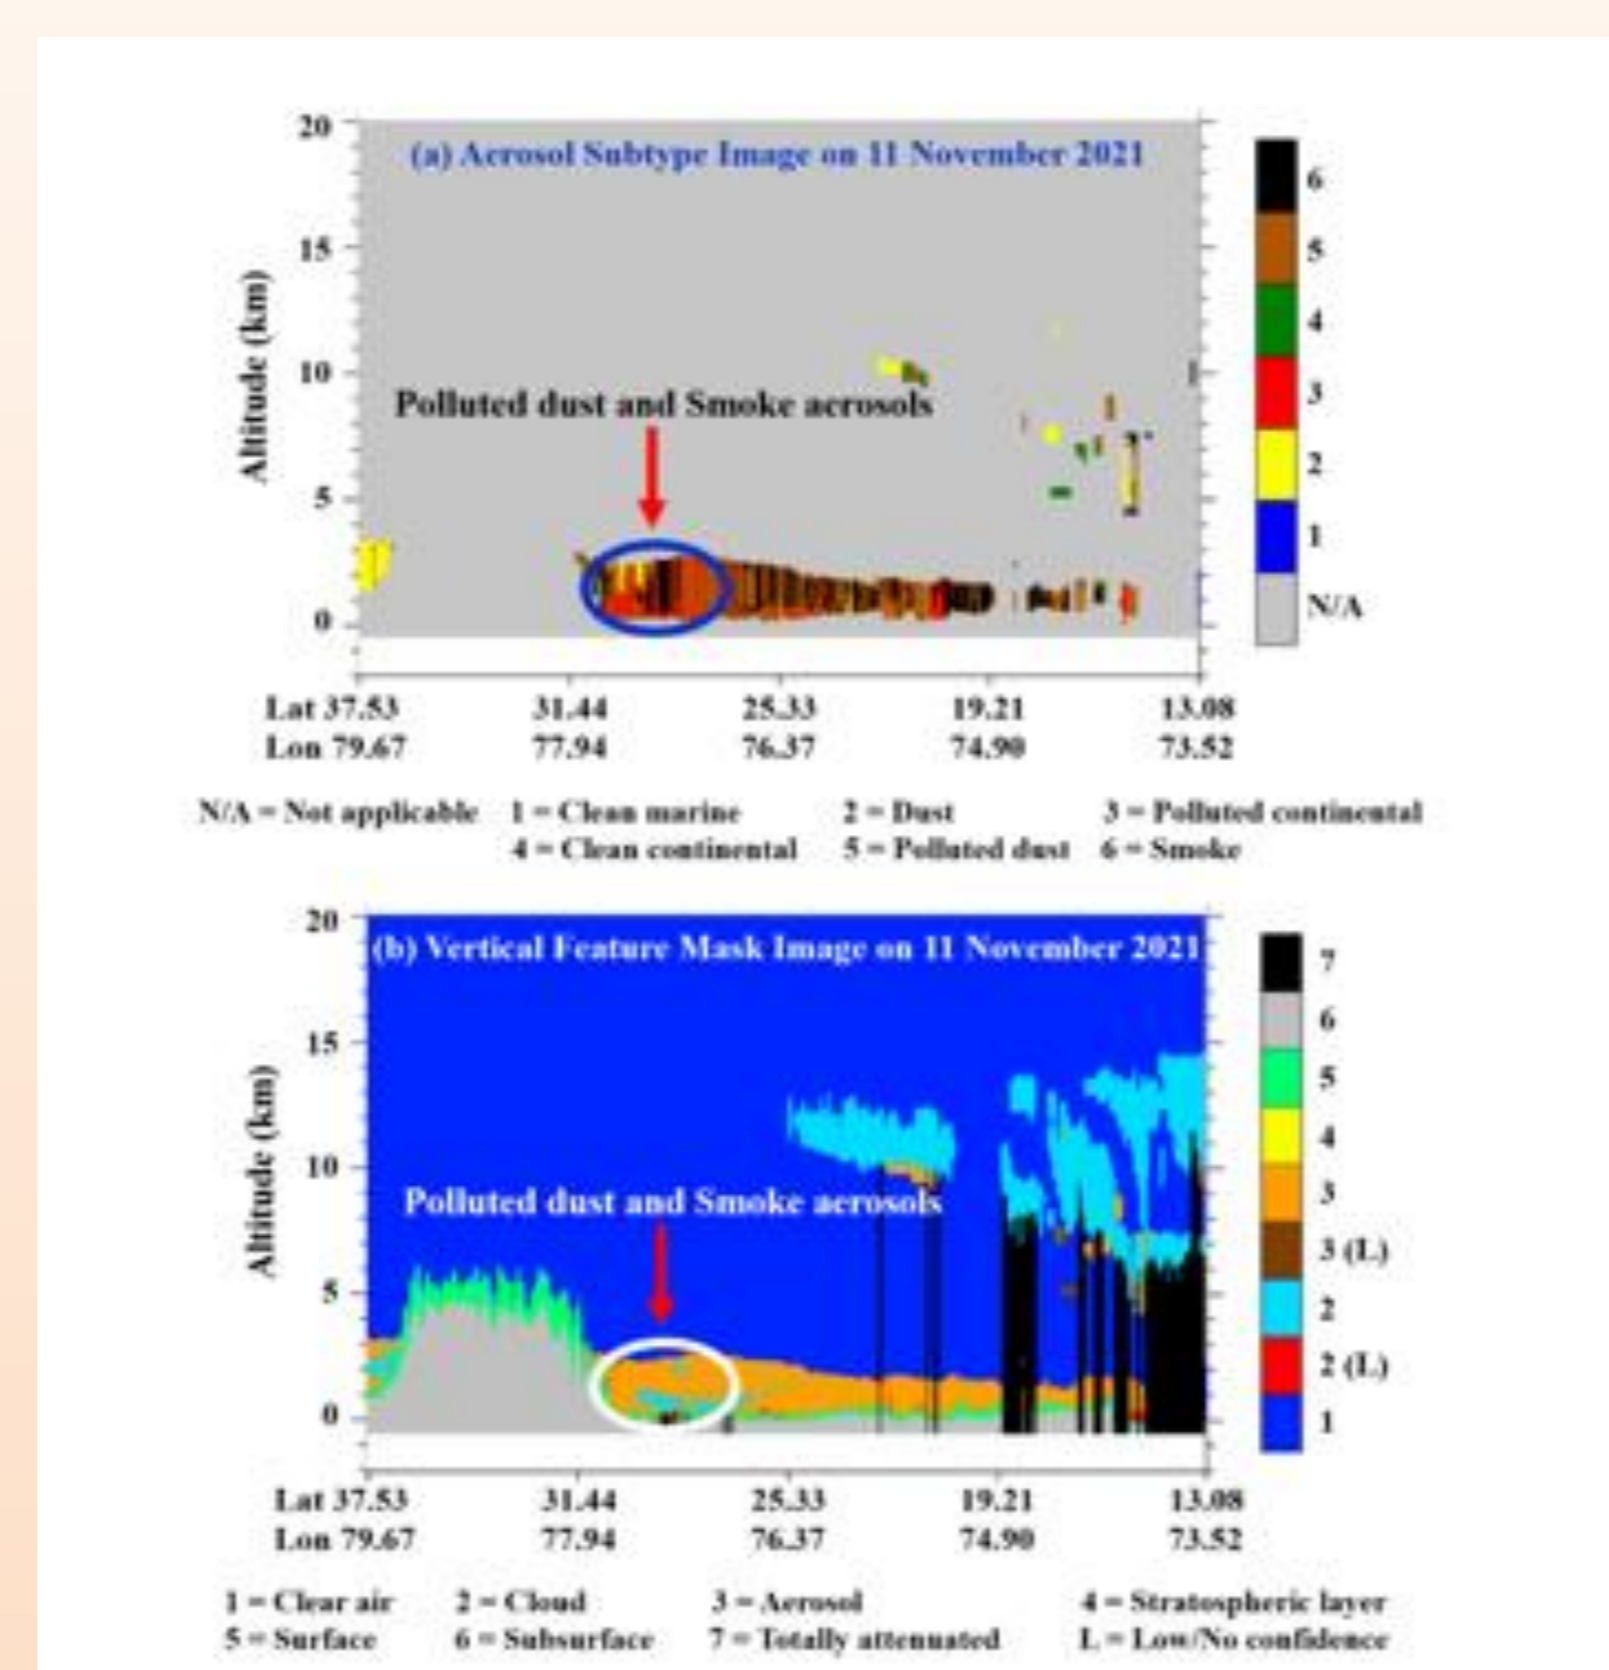 (a) Aerosol Subtype Image on 11 November 2021
Altitude (km)
20
15
10
5
0
Polluted dust and Smoke aerosols
6
5
4
3
2
1
N/A
Lat 37.53 31.44 25.33 19.21 13.08
Lon 79.67 77.94 76.37 74.90 73.52
N/A = Not applicable 1 = Clean marine 2 = Dust 3 = Polluted continental
4 = Clean continental 5 = Polluted dust 6 = Smoke
(b) Vertical Feature Mask Image on 11 November 2021
Altitude (km)
20
15
10
5
0
Polluted dust and Smoke aerosols
7
6
5
4
3
3 (L)
2
2 (L)
1
Lat 37.53 31.44 25.33 19.21 13.08
Lon 79.67 77.94 76.37 74.90 73.52
1 = Clear air 2 = Cloud 3 = Aerosol 4 = Stratospheric layer
5 = Surface 6 = Subsurface 7 = Totally attenuated L = Low/No confidence